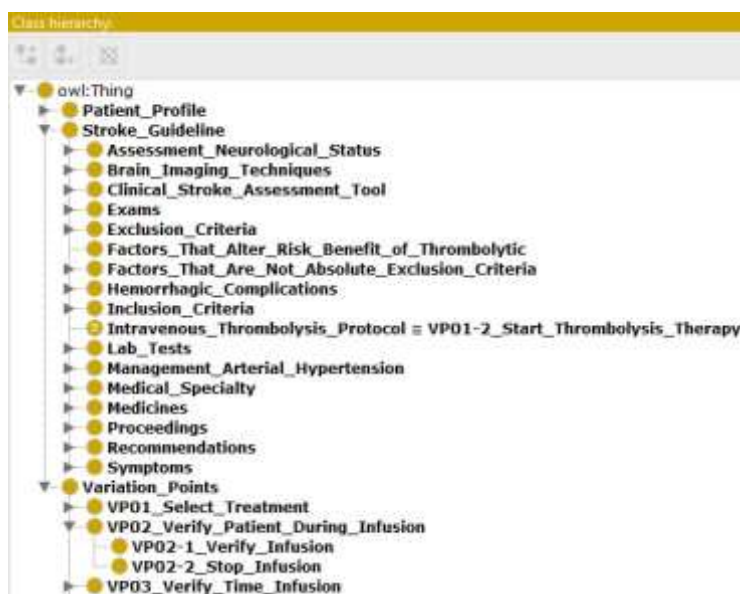 Class hierarchy:
owl:Thing
Patient_Profile
Stroke_Guideline
Assessment_Neurological_Status
Brain_Imaging_Techniques
Clinical_Stroke_Assessment_Tool
Exams
Exclusion_Criteria
Factors_That_Alter_Risk_Benefit_of_Thrombolytic
Factors_That_Are_Not_Absolute_Exclusion_Criteria
Hemorrhagic_Complications
Inclusion_Criteria
Intravenous_Thrombolysis_Protocol ≡ VP01-2_Start_Thrombolysis_Therapy
Lab_Tests
Management_Arterial_Hypertension
Medical_Specialty
Medicines
Proceedings
Recommendations
Symptoms
Variation_Points
VP01_Select_Treatment
VP02_Verify_Patient_During_Infusion
VP02-1_Verify_Infusion
VP02-2_Stop_Infusion
VP03_Verify_Time_Infusion